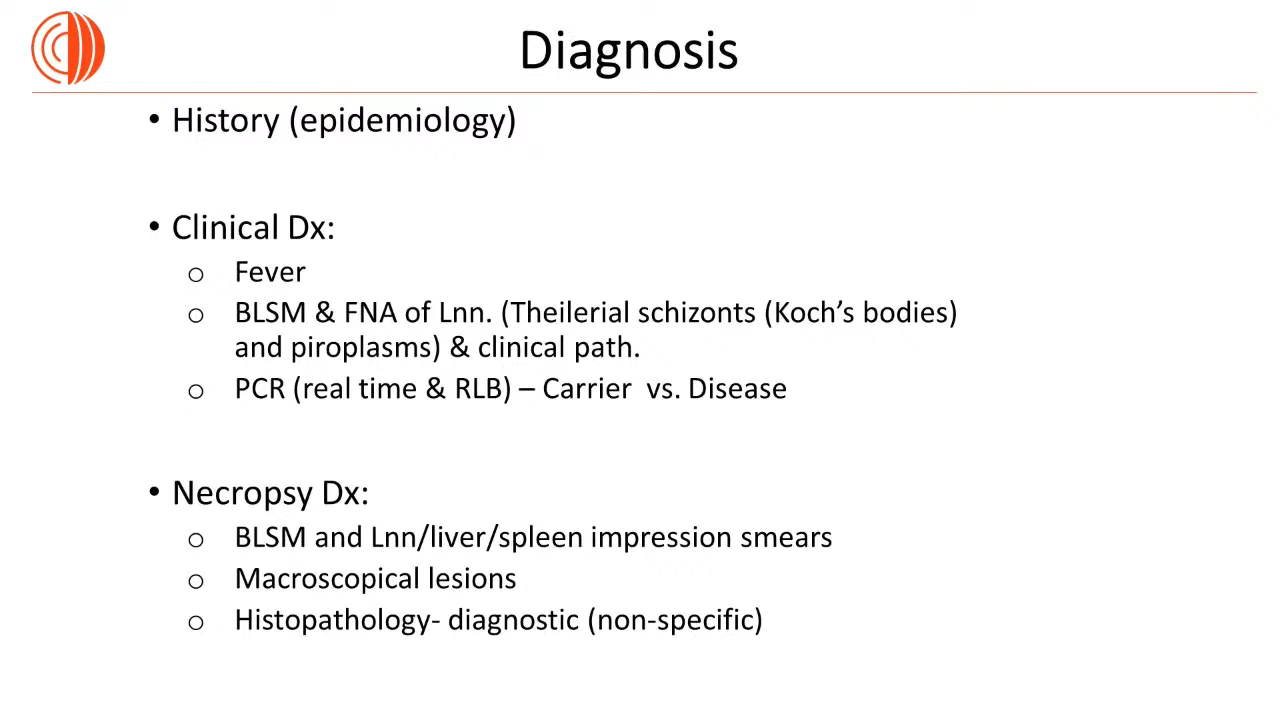 Diagnosis
• History (epidemiology)
• Clinical Dx:
o Fever
o BLSM & FNA of Lnn. (Theilerial schizonts (Koch’s bodies)
and piroplasms) & clinical path.
o PCR (real time & RLB) – Carrier vs. Disease
• Necropsy Dx:
o BLSM and Lnn/liver/spleen impression smears
o Macroscopical lesions
o Histopathology- diagnostic (non-specific)